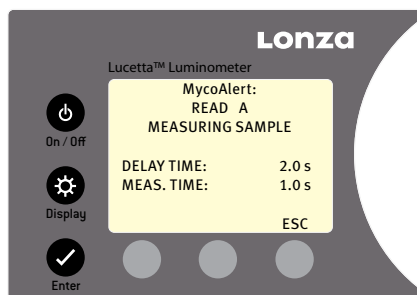 Lonza
Lucetta™ Luminometer
MycoAlert:
READ A
MEASURING SAMPLE
On / Off
DELAY TIME: 2.0 s
MEAS. TIME: 1.0 s
Display
ESC
Enter